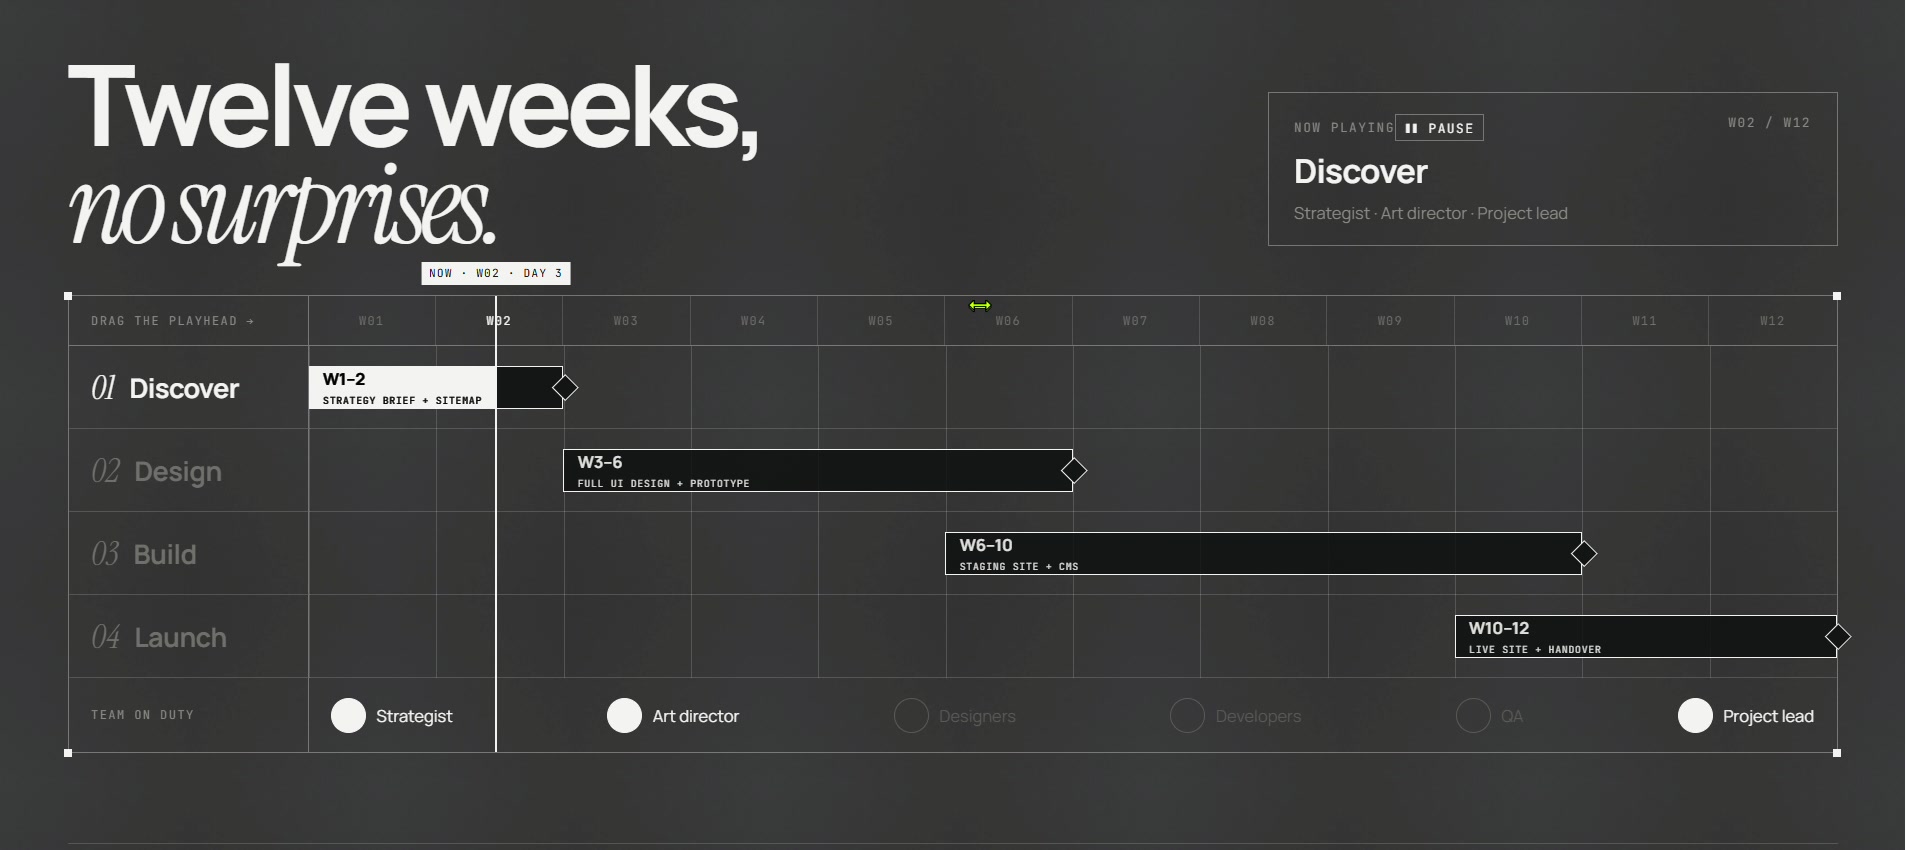 Twelve weeks,
no surprises.
NOW PLAYING PAUSE W02 / W12
Discover
Strategist · Art director · Project lead
NOW · W02 · DAY 3
DRAG THE PLAYHEAD → W01 W02 W03 W04 W05 W06 W07 W08 W09 W10 W11 W12
01 Discover
W1–2
STRATEGY BRIEF + SITEMAP
02 Design
W3–6
FULL UI DESIGN + PROTOTYPE
03 Build
W6–10
STAGING SITE + CMS
04 Launch
W10–12
LIVE SITE + HANDOVER
TEAM ON DUTY Strategist Art director Designers Developers QA Project lead